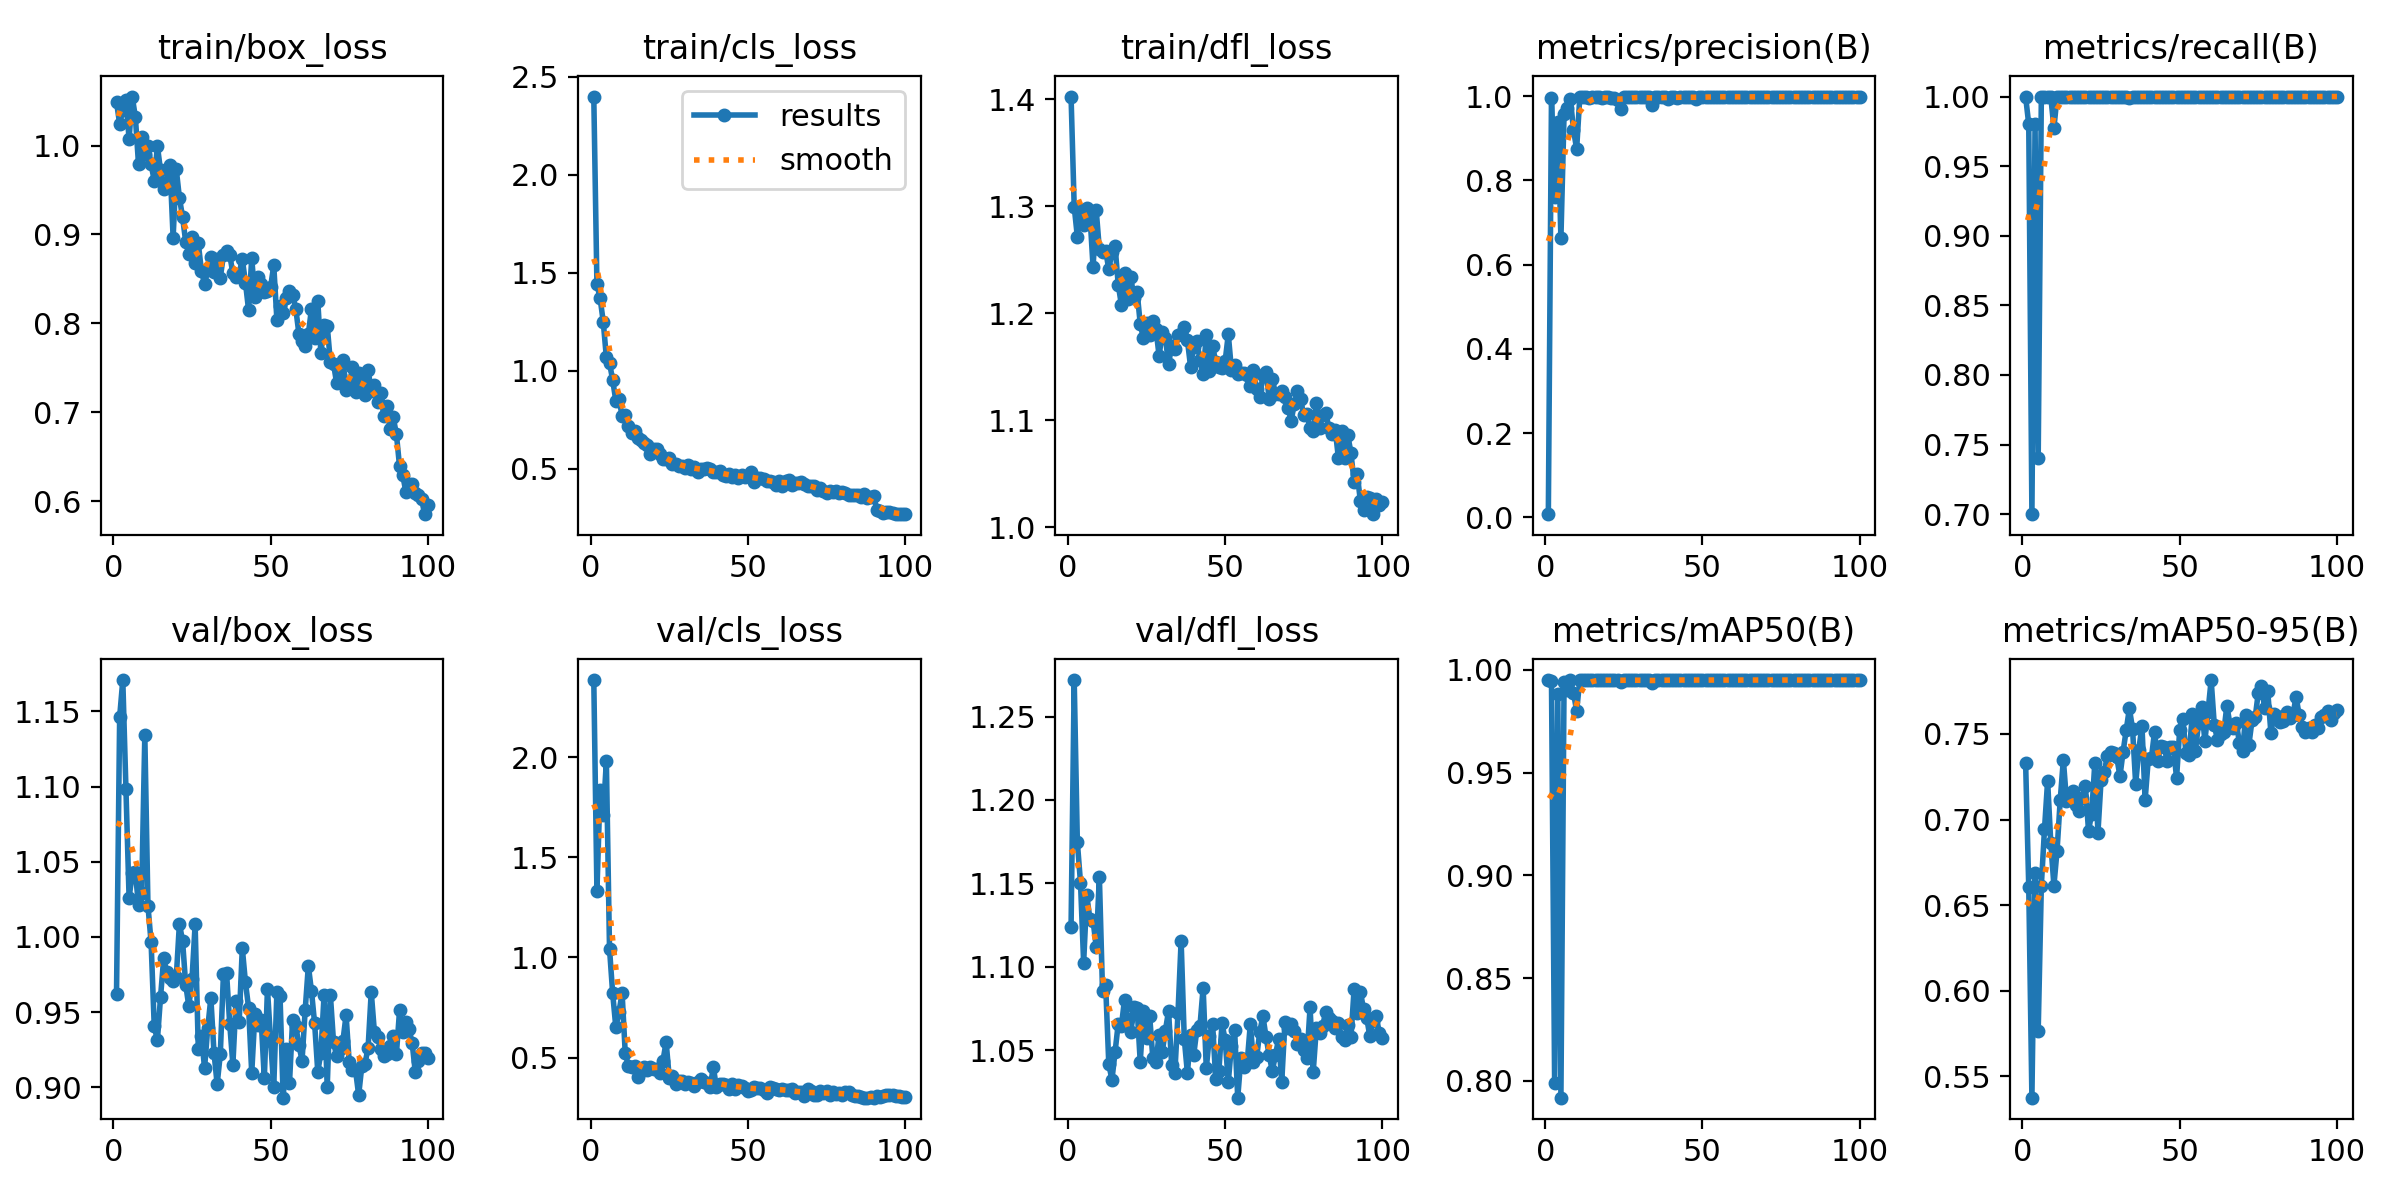 train/box_loss
1.0
0.9
0.8
0.7
0.6
0 50 100
train/cls_loss
results
smooth
2.5
2.0
1.5
1.0
0.5
0 50 100
train/dfl_loss
1.4
1.3
1.2
1.1
1.0
0 50 100
metrics/precision(B)
1.0
0.8
0.6
0.4
0.2
0.0
0 50 100
metrics/recall(B)
1.00
0.95
0.90
0.85
0.80
0.75
0.70
0 50 100
val/box_loss
1.15
1.10
1.05
1.00
0.95
0.90
0 50 100
val/cls_loss
2.0
1.5
1.0
0.5
0 50 100
val/dfl_loss
1.25
1.20
1.15
1.10
1.05
0 50 100
metrics/mAP50(B)
1.00
0.95
0.90
0.85
0.80
0 50 100
metrics/mAP50-95(B)
0.75
0.70
0.65
0.60
0.55
0 50 100